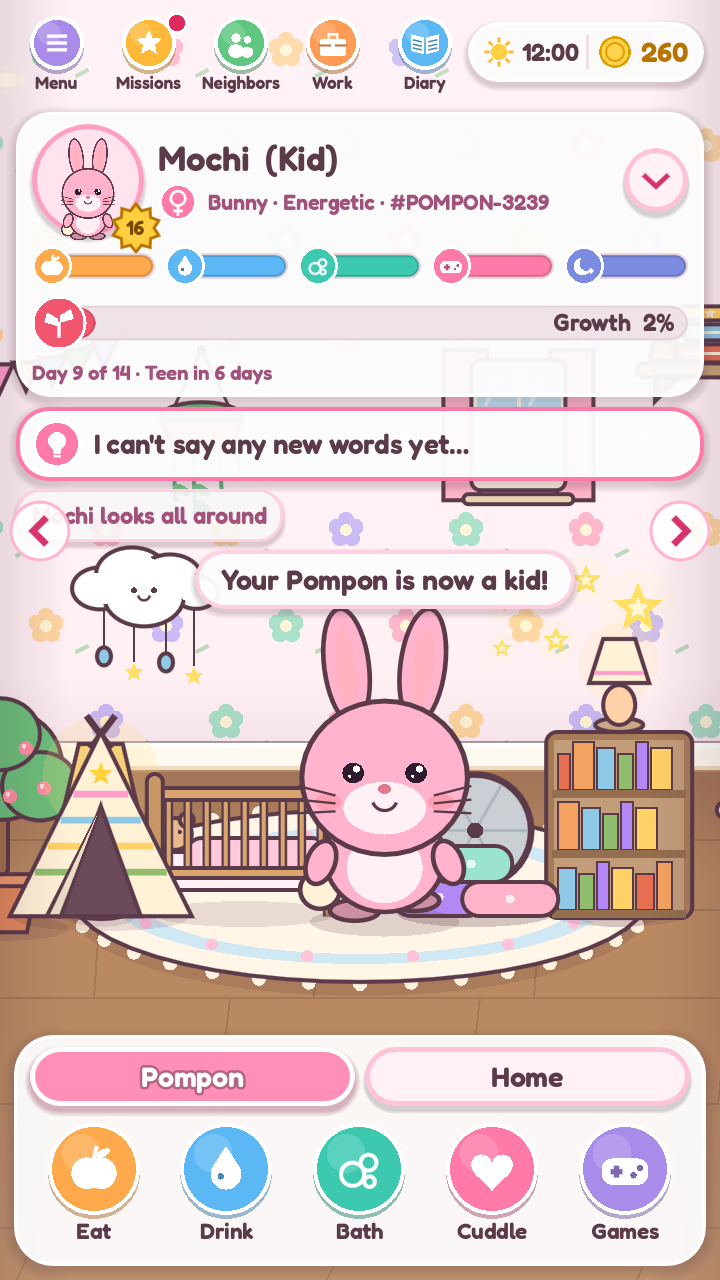 Menu
Missions
Neighbors
Work
Diary
12:00
260
Mochi (Kid)
Bunny · Energetic · #POMPON-3239
16
Growth 2%
Day 9 of 14 · Teen in 6 days
I can't say any new words yet...
Mochi looks all around
Your Pompon is now a kid!
Pompon
Home
Eat
Drink
Bath
Cuddle
Games